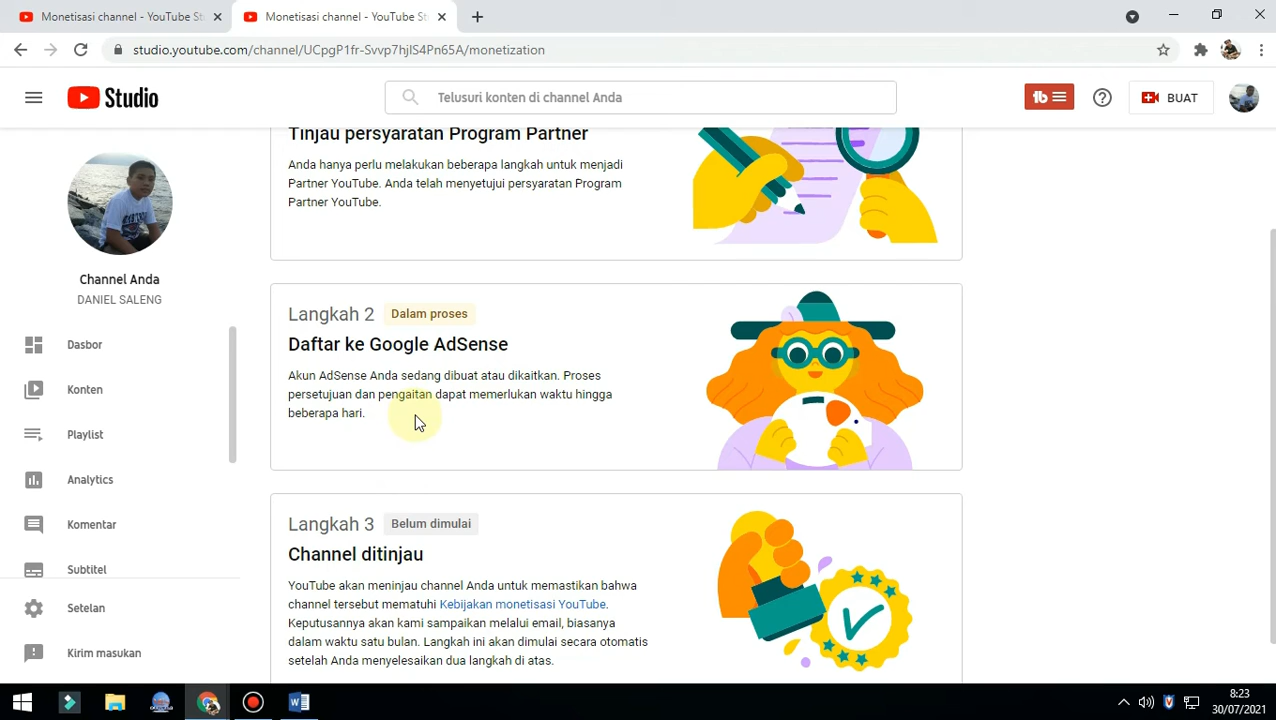 Monetisasi channel - YouTube St
Monetisasi channel - YouTube St
studio.youtube.com/channel/UCpgP1fr-Svvp7hjIS4Pn65A/monetization
Studio
Telusuri konten di channel Anda
BUAT
Channel Anda
DANIEL SALENG
Dasbor
Konten
Playlist
Analytics
Komentar
Subtitel
Setelan
Kirim masukan
Tinjau persyaratan Program Partner
Anda hanya perlu melakukan beberapa langkah untuk menjadi
Partner YouTube. Anda telah menyetujui persyaratan Program
Partner YouTube.
Langkah 2 Dalam proses
Daftar ke Google AdSense
Akun AdSense Anda sedang dibuat atau dikaitkan. Proses
persetujuan dan pengaitan dapat memerlukan waktu hingga
beberapa hari.
Langkah 3 Belum dimulai
Channel ditinjau
YouTube akan meninjau channel Anda untuk memastikan bahwa
channel tersebut mematuhi Kebijakan monetisasi YouTube.
Keputusannya akan kami sampaikan melalui email, biasanya
dalam waktu satu bulan. Langkah ini akan dimulai secara otomatis
setelah Anda menyelesaikan dua langkah di atas.
8:23
30/07/2021